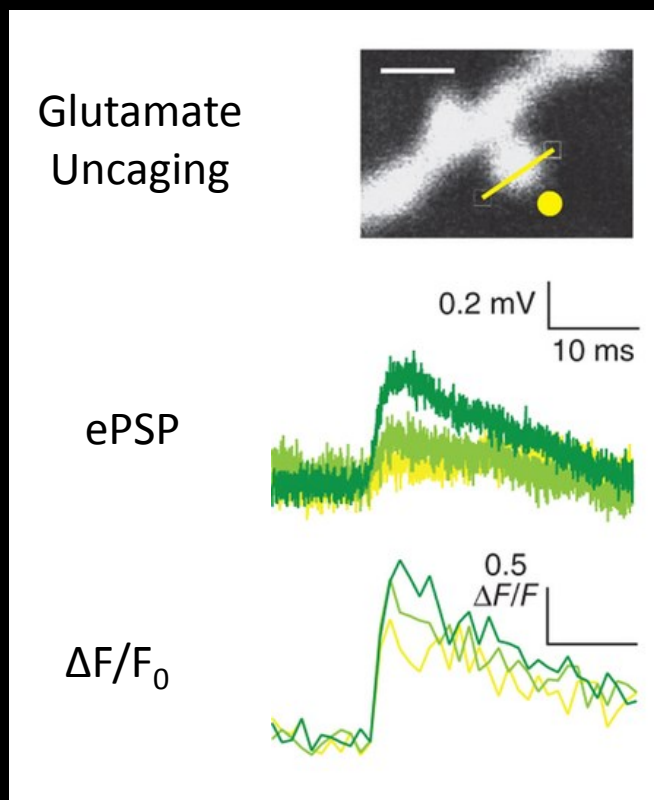 Glutamate
Uncaging
0.2 mV
10 ms
ePSP
0.5
ΔF/F
ΔF/F₀